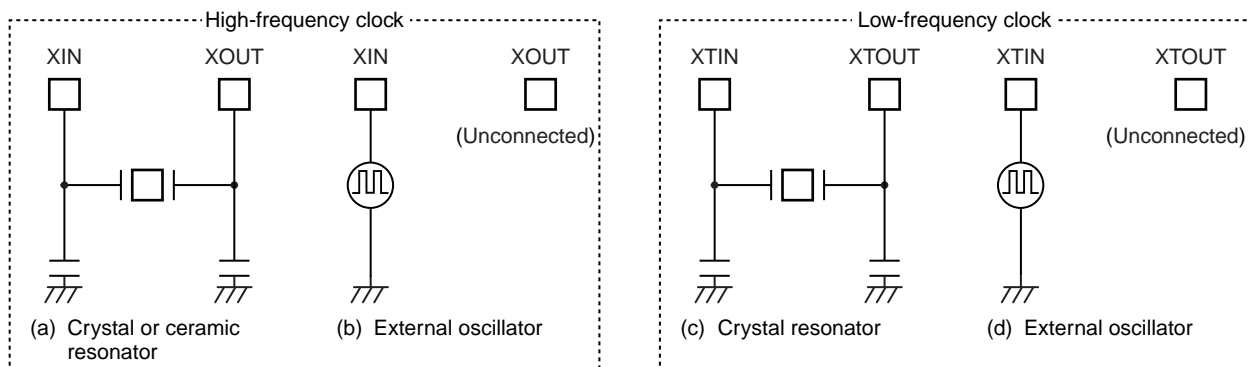 High-frequency clock
XIN XOUT XIN XOUT
(Unconnected)
(a) Crystal or ceramic
resonator
(b) External oscillator
Low-frequency clock
XTIN XTOUT XTIN XTOUT
(Unconnected)
(c) Crystal resonator
(d) External oscillator